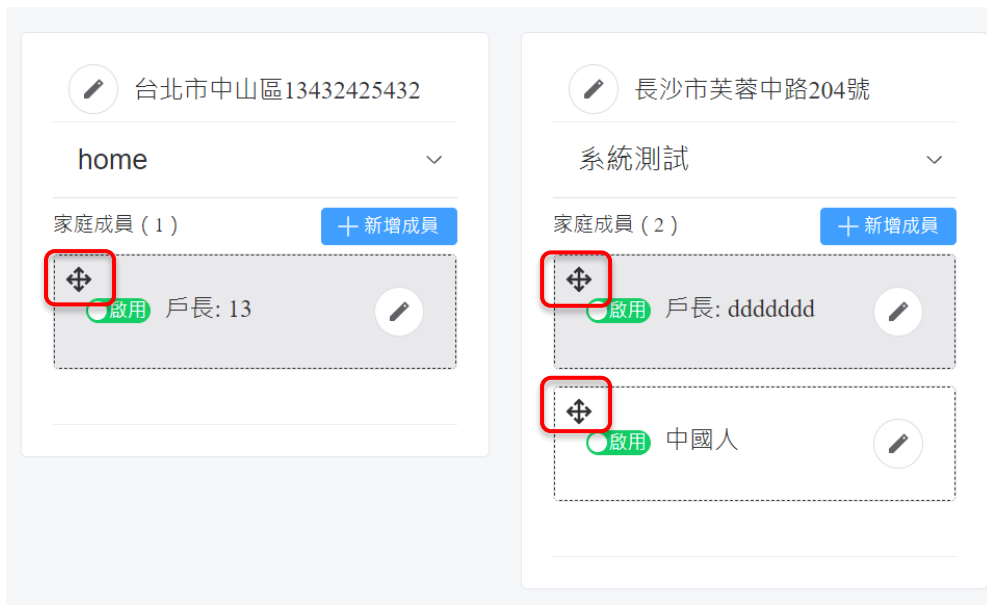 台北市中山區13432425432
home
家庭成員 ( 1 )
新增成員
啟用 戶長: 13
長沙市芙蓉中路204號
系統測試
家庭成員 ( 2 )
新增成員
啟用 戶長: ddddddd
啟用 中國人